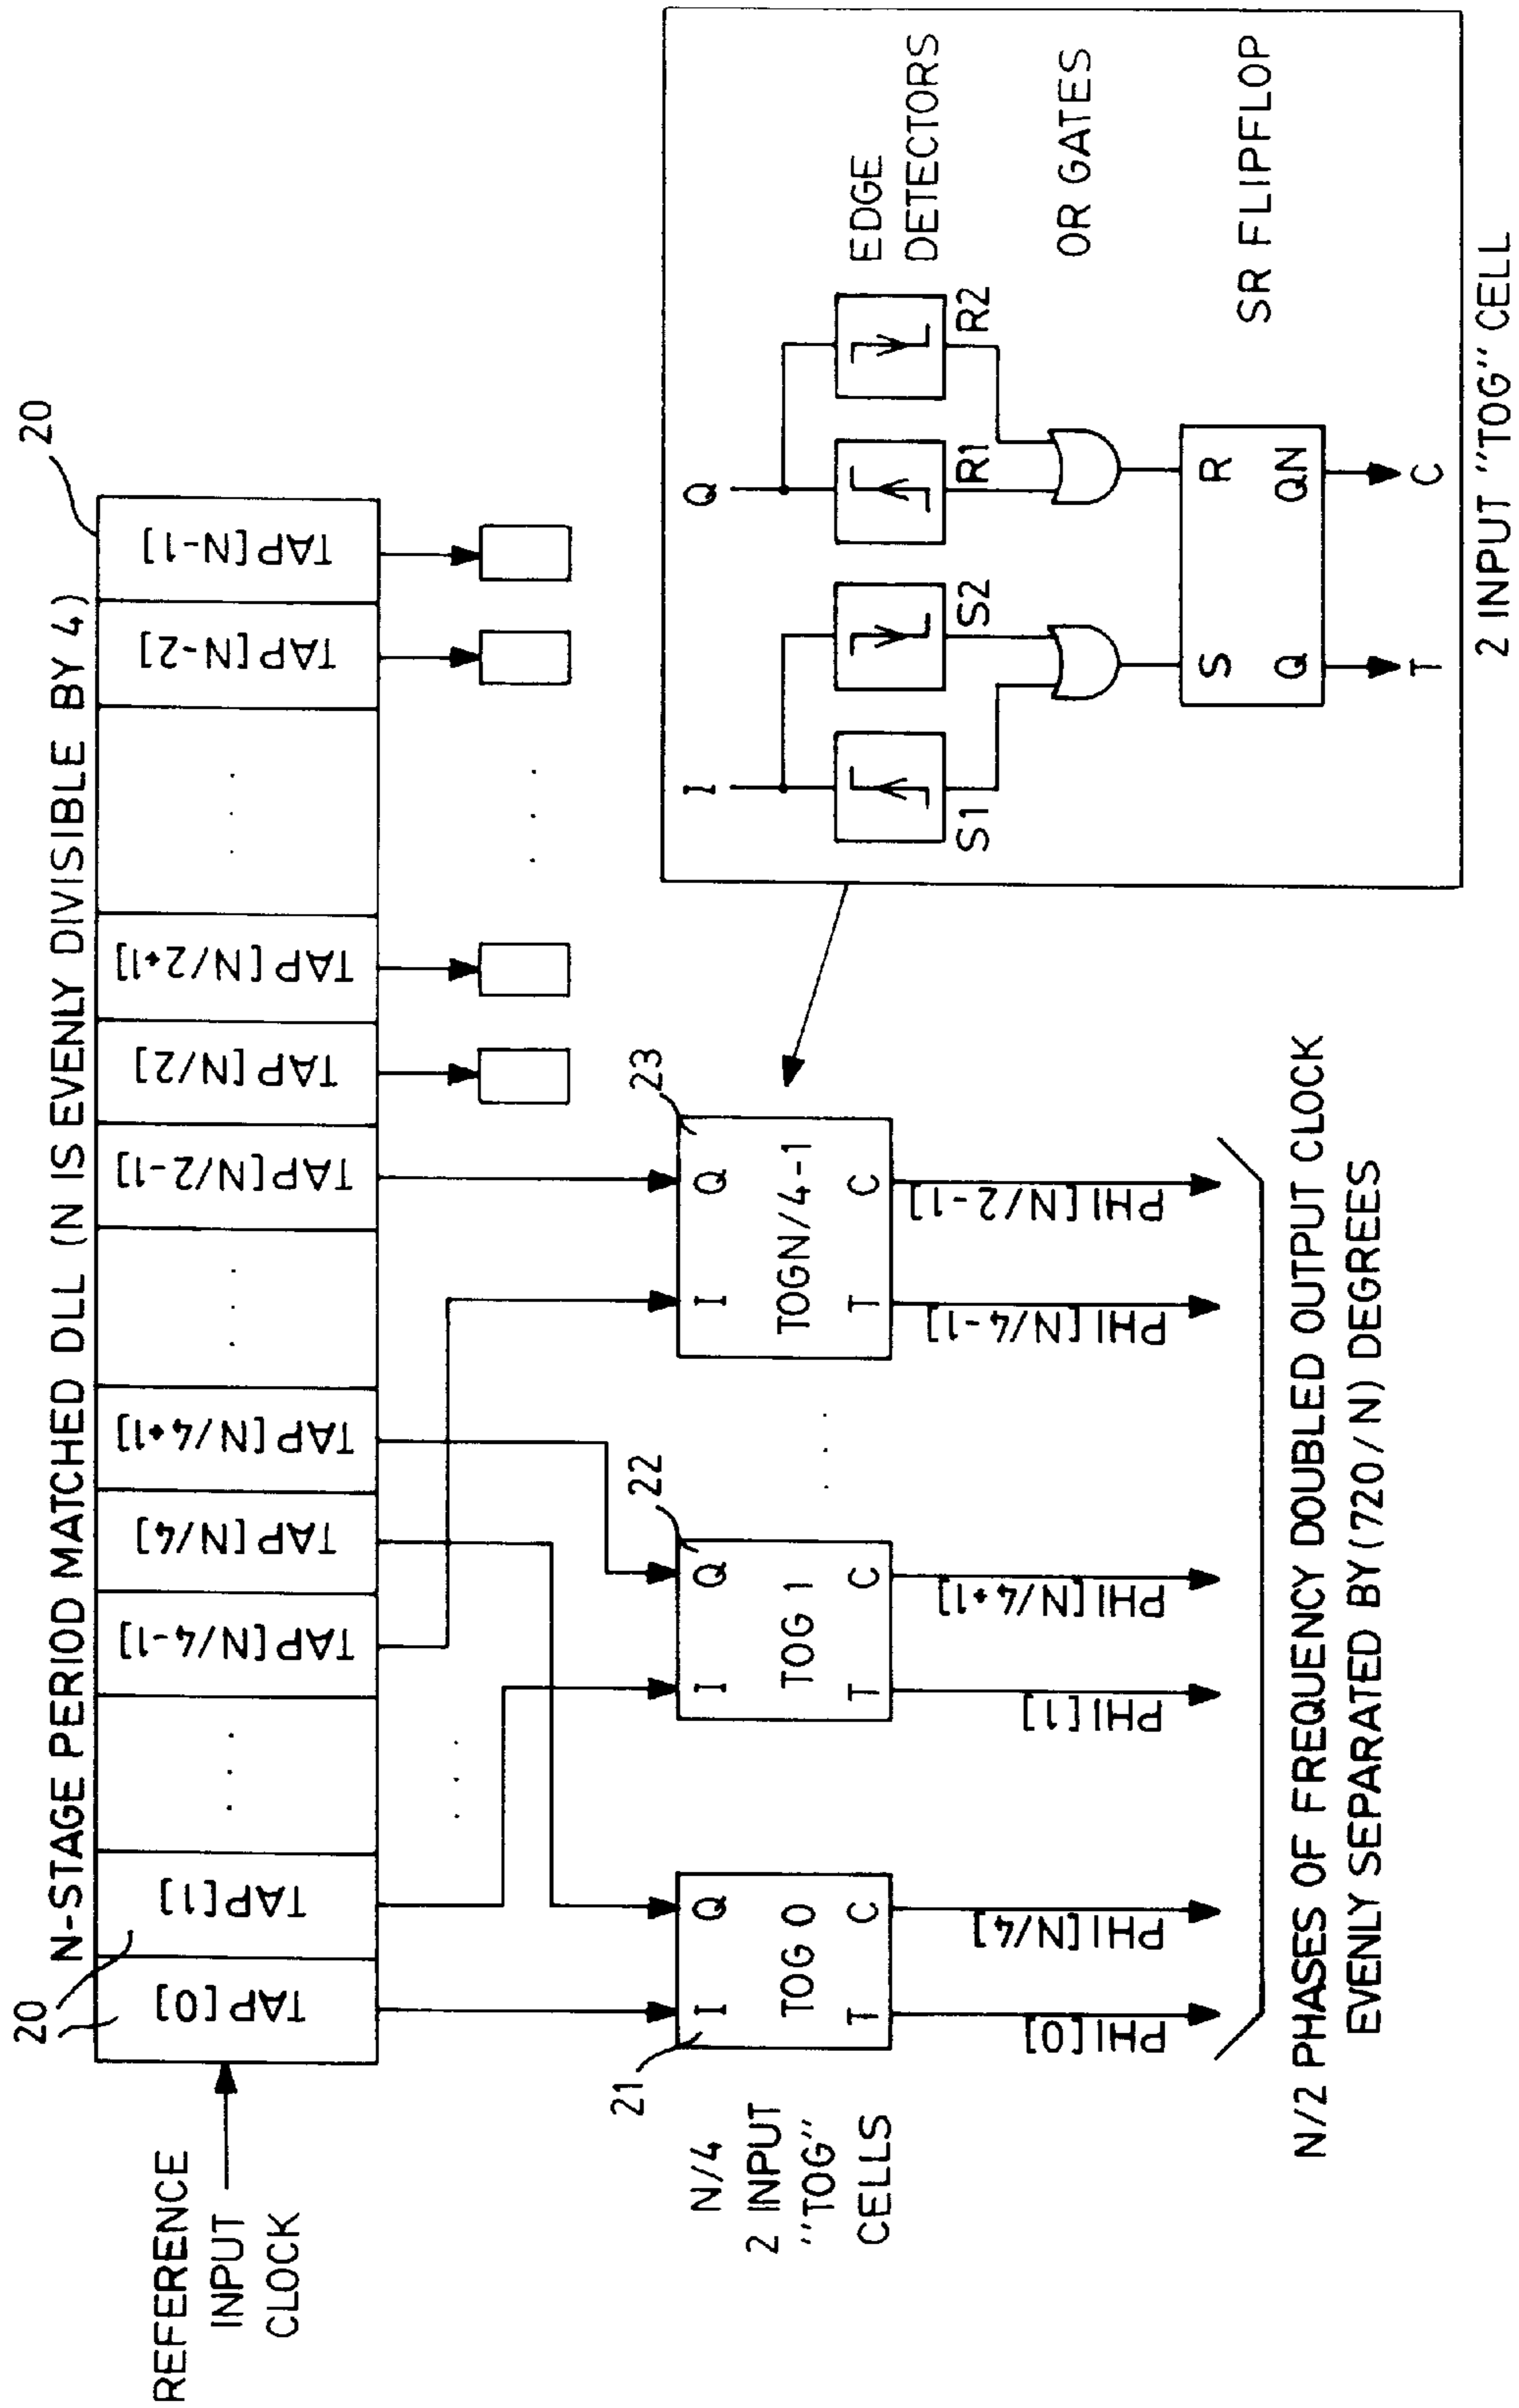 N-STAGE PERIOD MATCHED DLL (N IS EVENLY DIVISIBLE BY 4)
20
20
REFERENCE
INPUT
CLOCK
TAP[0]
TAP[1]
TAP[N/4-1]
TAP[N/4]
TAP[N/4+1]
TAP[N/2-1]
TAP[N/2]
TAP[N/2+1]
TAP[N-2]
TAP[N-1]
N/4
2 INPUT
"TOG"
CELLS
21
I
Q
TOG 0
T
C
22
I
Q
TOG 1
T
C
23
I
Q
TOGN/4-1
T
C
PHI[0]
PHI[N/4]
PHI[1]
PHI[N/4+1]
PHI[N/4-1]
PHI[N/2-1]
N/2 PHASES OF FREQUENCY DOUBLED OUTPUT CLOCK
EVENLY SEPARATED BY (720/N) DEGREES
I
Q
EDGE
DETECTORS
S1
S2
R1
R2
OR GATES
S
R
Q
QN
SR FLIPFLOP
T
C
2 INPUT "TOG" CELL